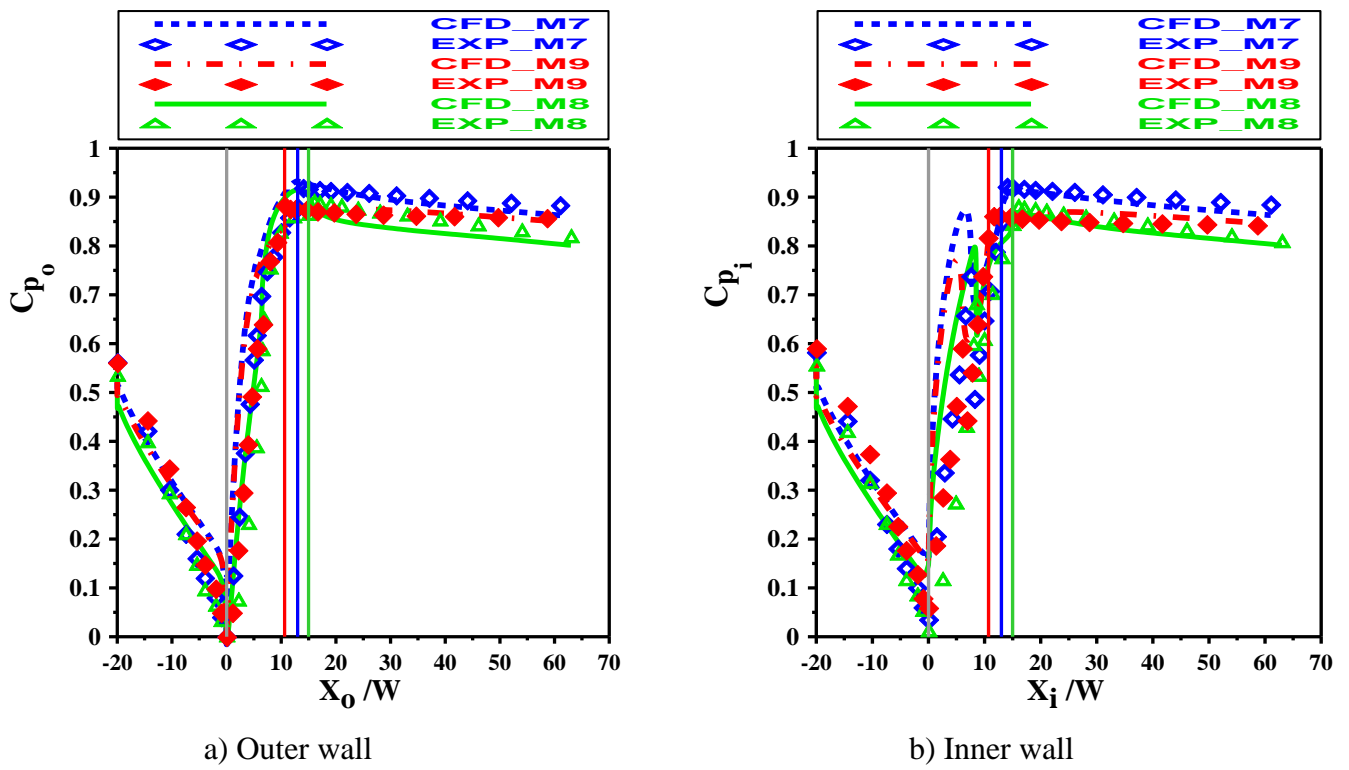 CFD_M7
EXP_M7
CFD_M9
EXP_M9
CFD_M8
EXP_M8
1
0.9
0.8
0.7
0.6
0.5
0.4
0.3
0.2
0.1
0
Cpo
-20 -10 0 10 20 30 40 50 60 70
Xo /W
a) Outer wall
CFD_M7
EXP_M7
CFD_M9
EXP_M9
CFD_M8
EXP_M8
1
0.9
0.8
0.7
0.6
0.5
0.4
0.3
0.2
0.1
0
Cpi
-20 -10 0 10 20 30 40 50 60 70
Xi /W
b) Inner wall